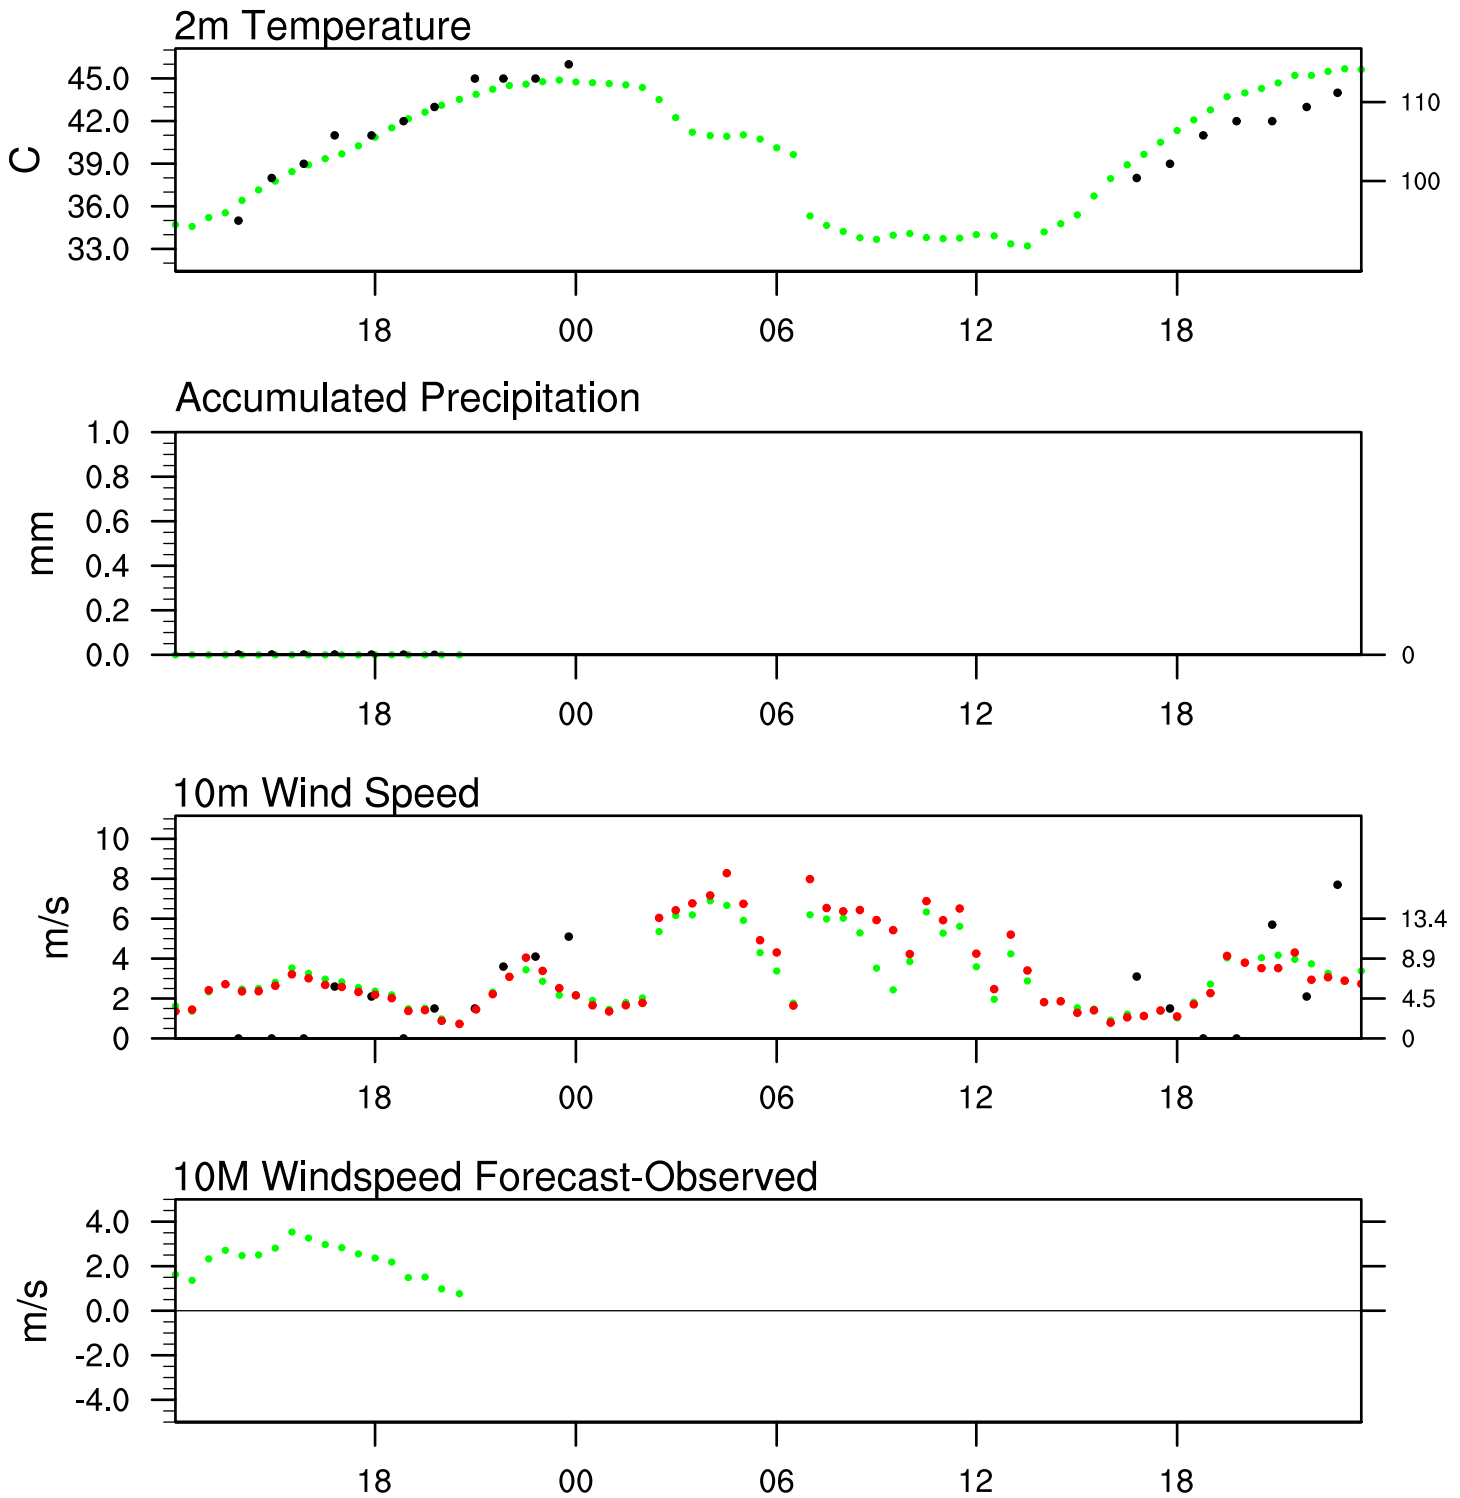 2m Temperature
45.0
42.0
39.0
36.0
33.0
C
110
100
18 00 06 12 18
Accumulated Precipitation
1.0
0.8
0.6
0.4
0.2
0.0
mm
0
18 00 06 12 18
10m Wind Speed
10
8
6
4
2
0
m/s
13.4
8.9
4.5
0
18 00 06 12 18
10M Windspeed Forecast-Observed
4.0
2.0
0.0
-2.0
-4.0
m/s
18 00 06 12 18